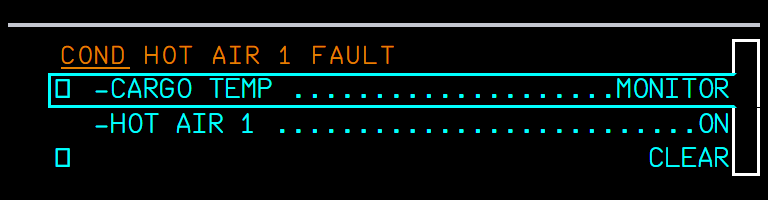 COND HOT AIR 1 FAULT
-CARGO TEMP ....................MONITOR
-HOT AIR 1 ..........................ON
CLEAR